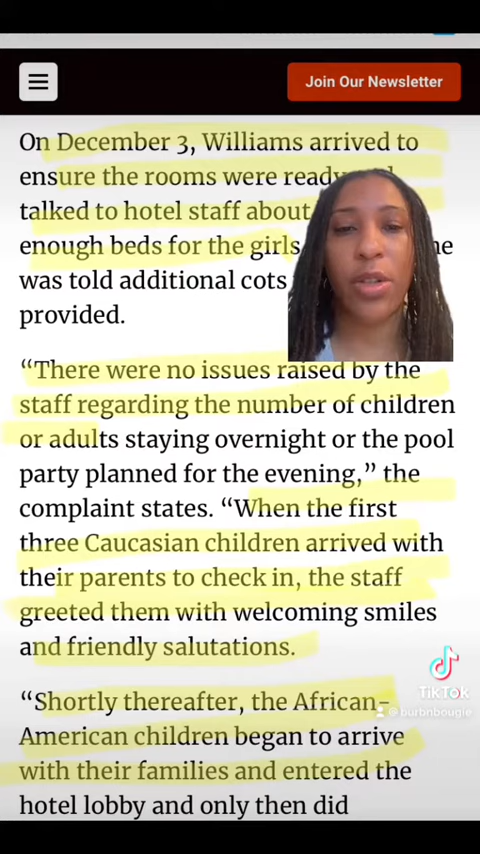 Join Our Newsletter
On December 3, Williams arrived to
ensure the rooms were ready
talked to hotel staff about
enough beds for the girls
was told additional cots
provided.
“There were no issues raised by the
staff regarding the number of children
or adults staying overnight or the pool
party planned for the evening,” the
complaint states. “When the first
three Caucasian children arrived with
their parents to check in, the staff
greeted them with welcoming smiles
and friendly salutations.
“Shortly thereafter, the African-
American children began to arrive
with their families and entered the
hotel lobby and only then did
TikTok
@burbnbougie